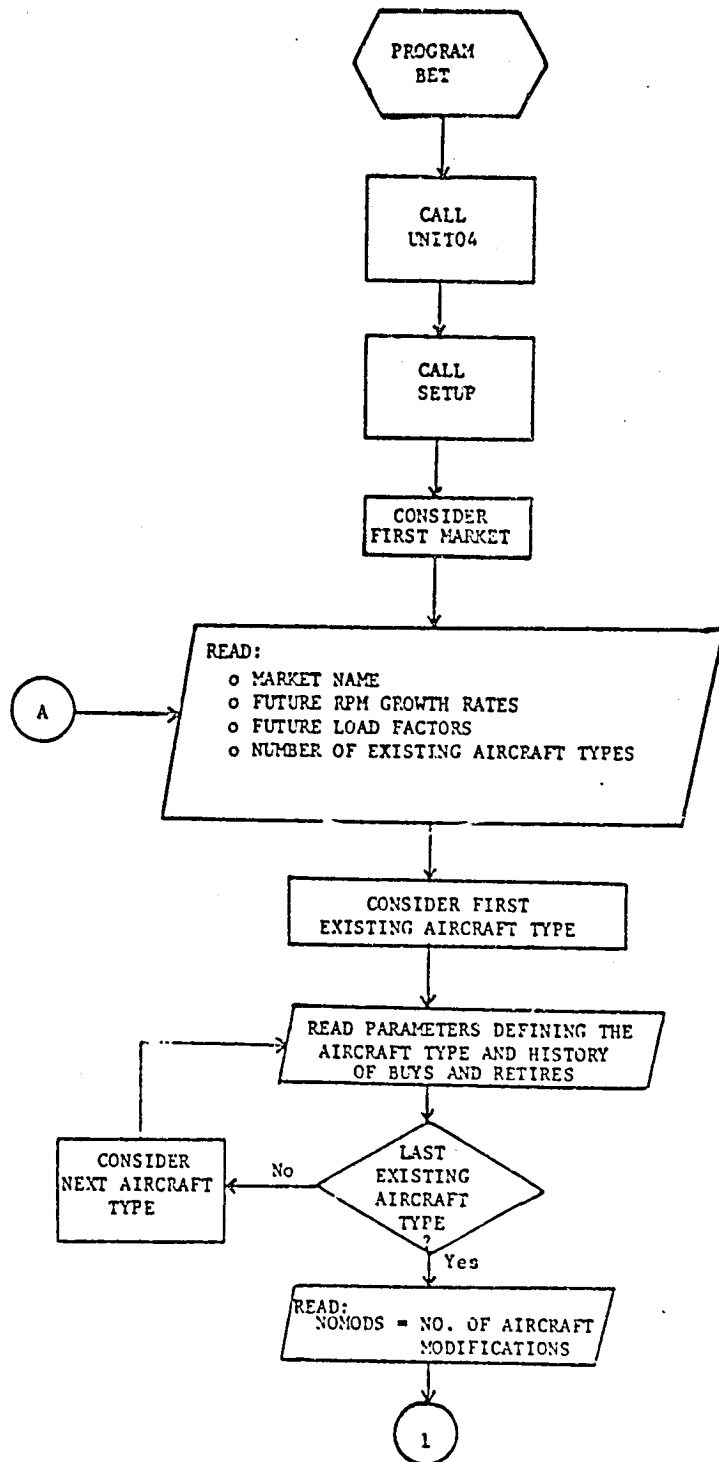 PROGRAM
BET
CALL
UNIT04
CALL
SETUP
CONSIDER
FIRST MARKET
READ:
o MARKET NAME
o FUTURE RPM GROWTH RATES
o FUTURE LOAD FACTORS
o NUMBER OF EXISTING AIRCRAFT TYPES
A
CONSIDER FIRST
EXISTING AIRCRAFT TYPE
READ PARAMETERS DEFINING THE
AIRCRAFT TYPE AND HISTORY
OF BUYS AND RETIRES
LAST
EXISTING
AIRCRAFT
TYPE
?
No
CONSIDER
NEXT AIRCRAFT
TYPE
Yes
READ:
NOMODS = NO. OF AIRCRAFT
MODIFICATIONS
1